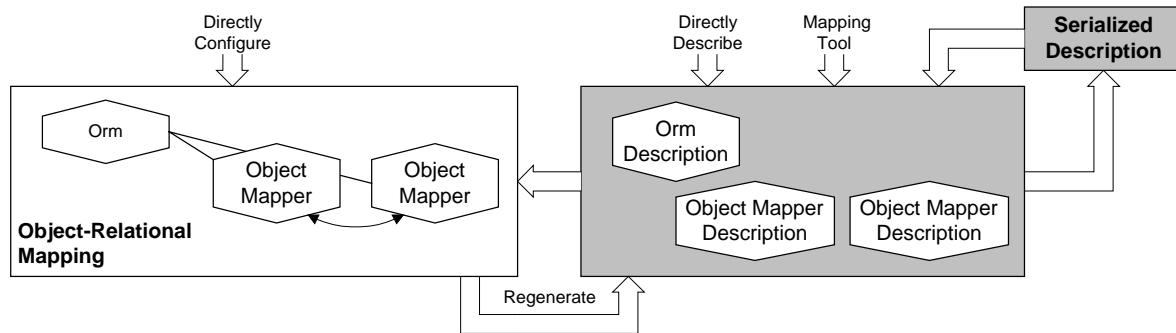 Directly
Configure
Directly
Describe
Mapping
Tool
Serialized
Description
Orm
Object
Mapper
Object
Mapper
Object-Relational
Mapping
Orm
Description
Object Mapper
Description
Object Mapper
Description
Regenerate